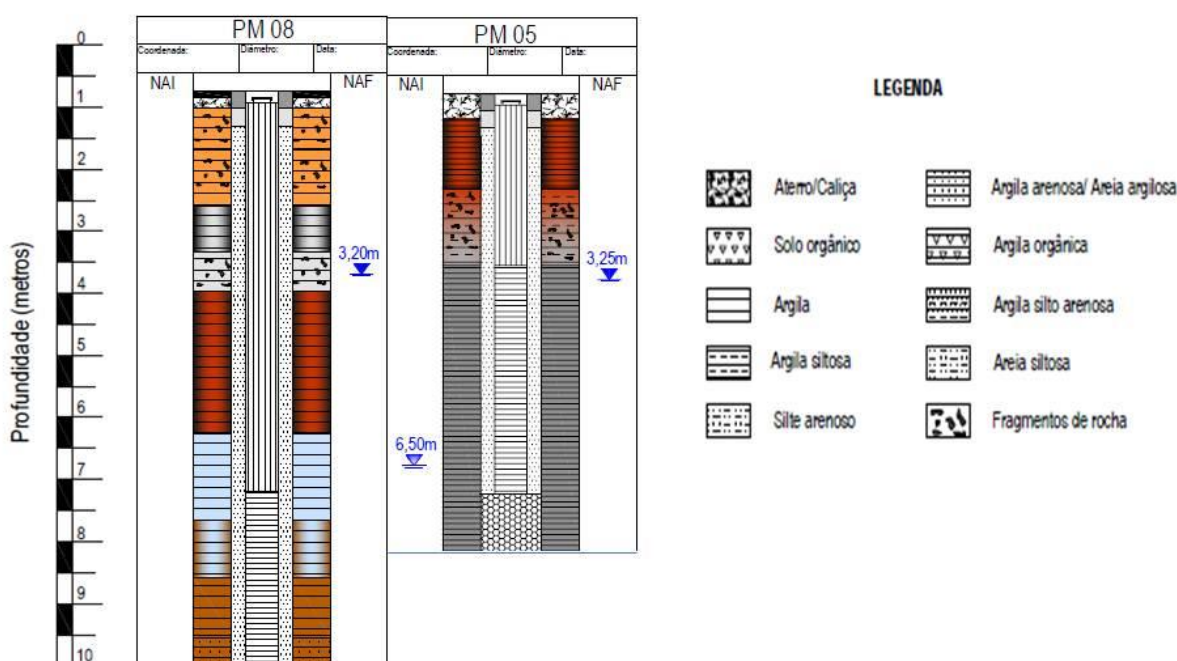 PM 08
Coordenada:
Diâmetro:
Data:
NAI
NAF
3,20m
PM 05
Coordenada:
Diâmetro:
Data:
NAI
NAF
3,25m
6,50m
Profundidade (metros)
0
1
2
3
4
5
6
7
8
9
10
LEGENDA
Aterro/Caliça
Solo orgânico
Argila
Argila siltosa
Silte arenoso
Argila arenosa/ Areia argilosa
Argila orgânica
Argila silto arenosa
Areia siltosa
Fragmentos de rocha